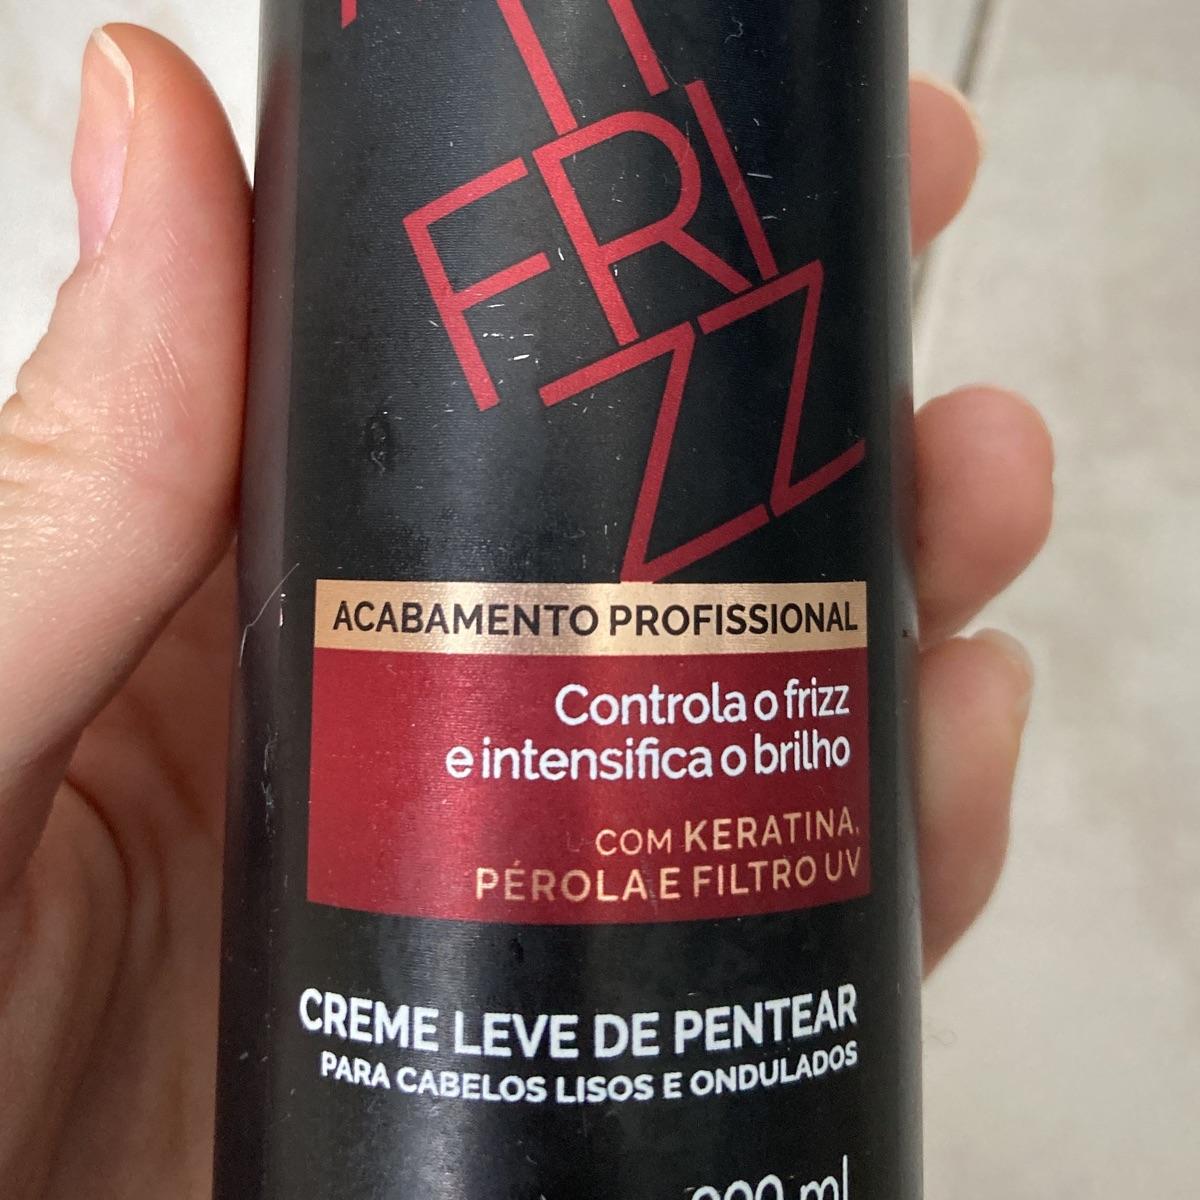 FRI
ZZ
ACABAMENTO PROFISSIONAL
Controla o frizz
e intensifica o brilho
COM KERATINA,
PÉROLA E FILTRO UV
CREME LEVE DE PENTEAR
PARA CABELOS LISOS E ONDULADOS
ml